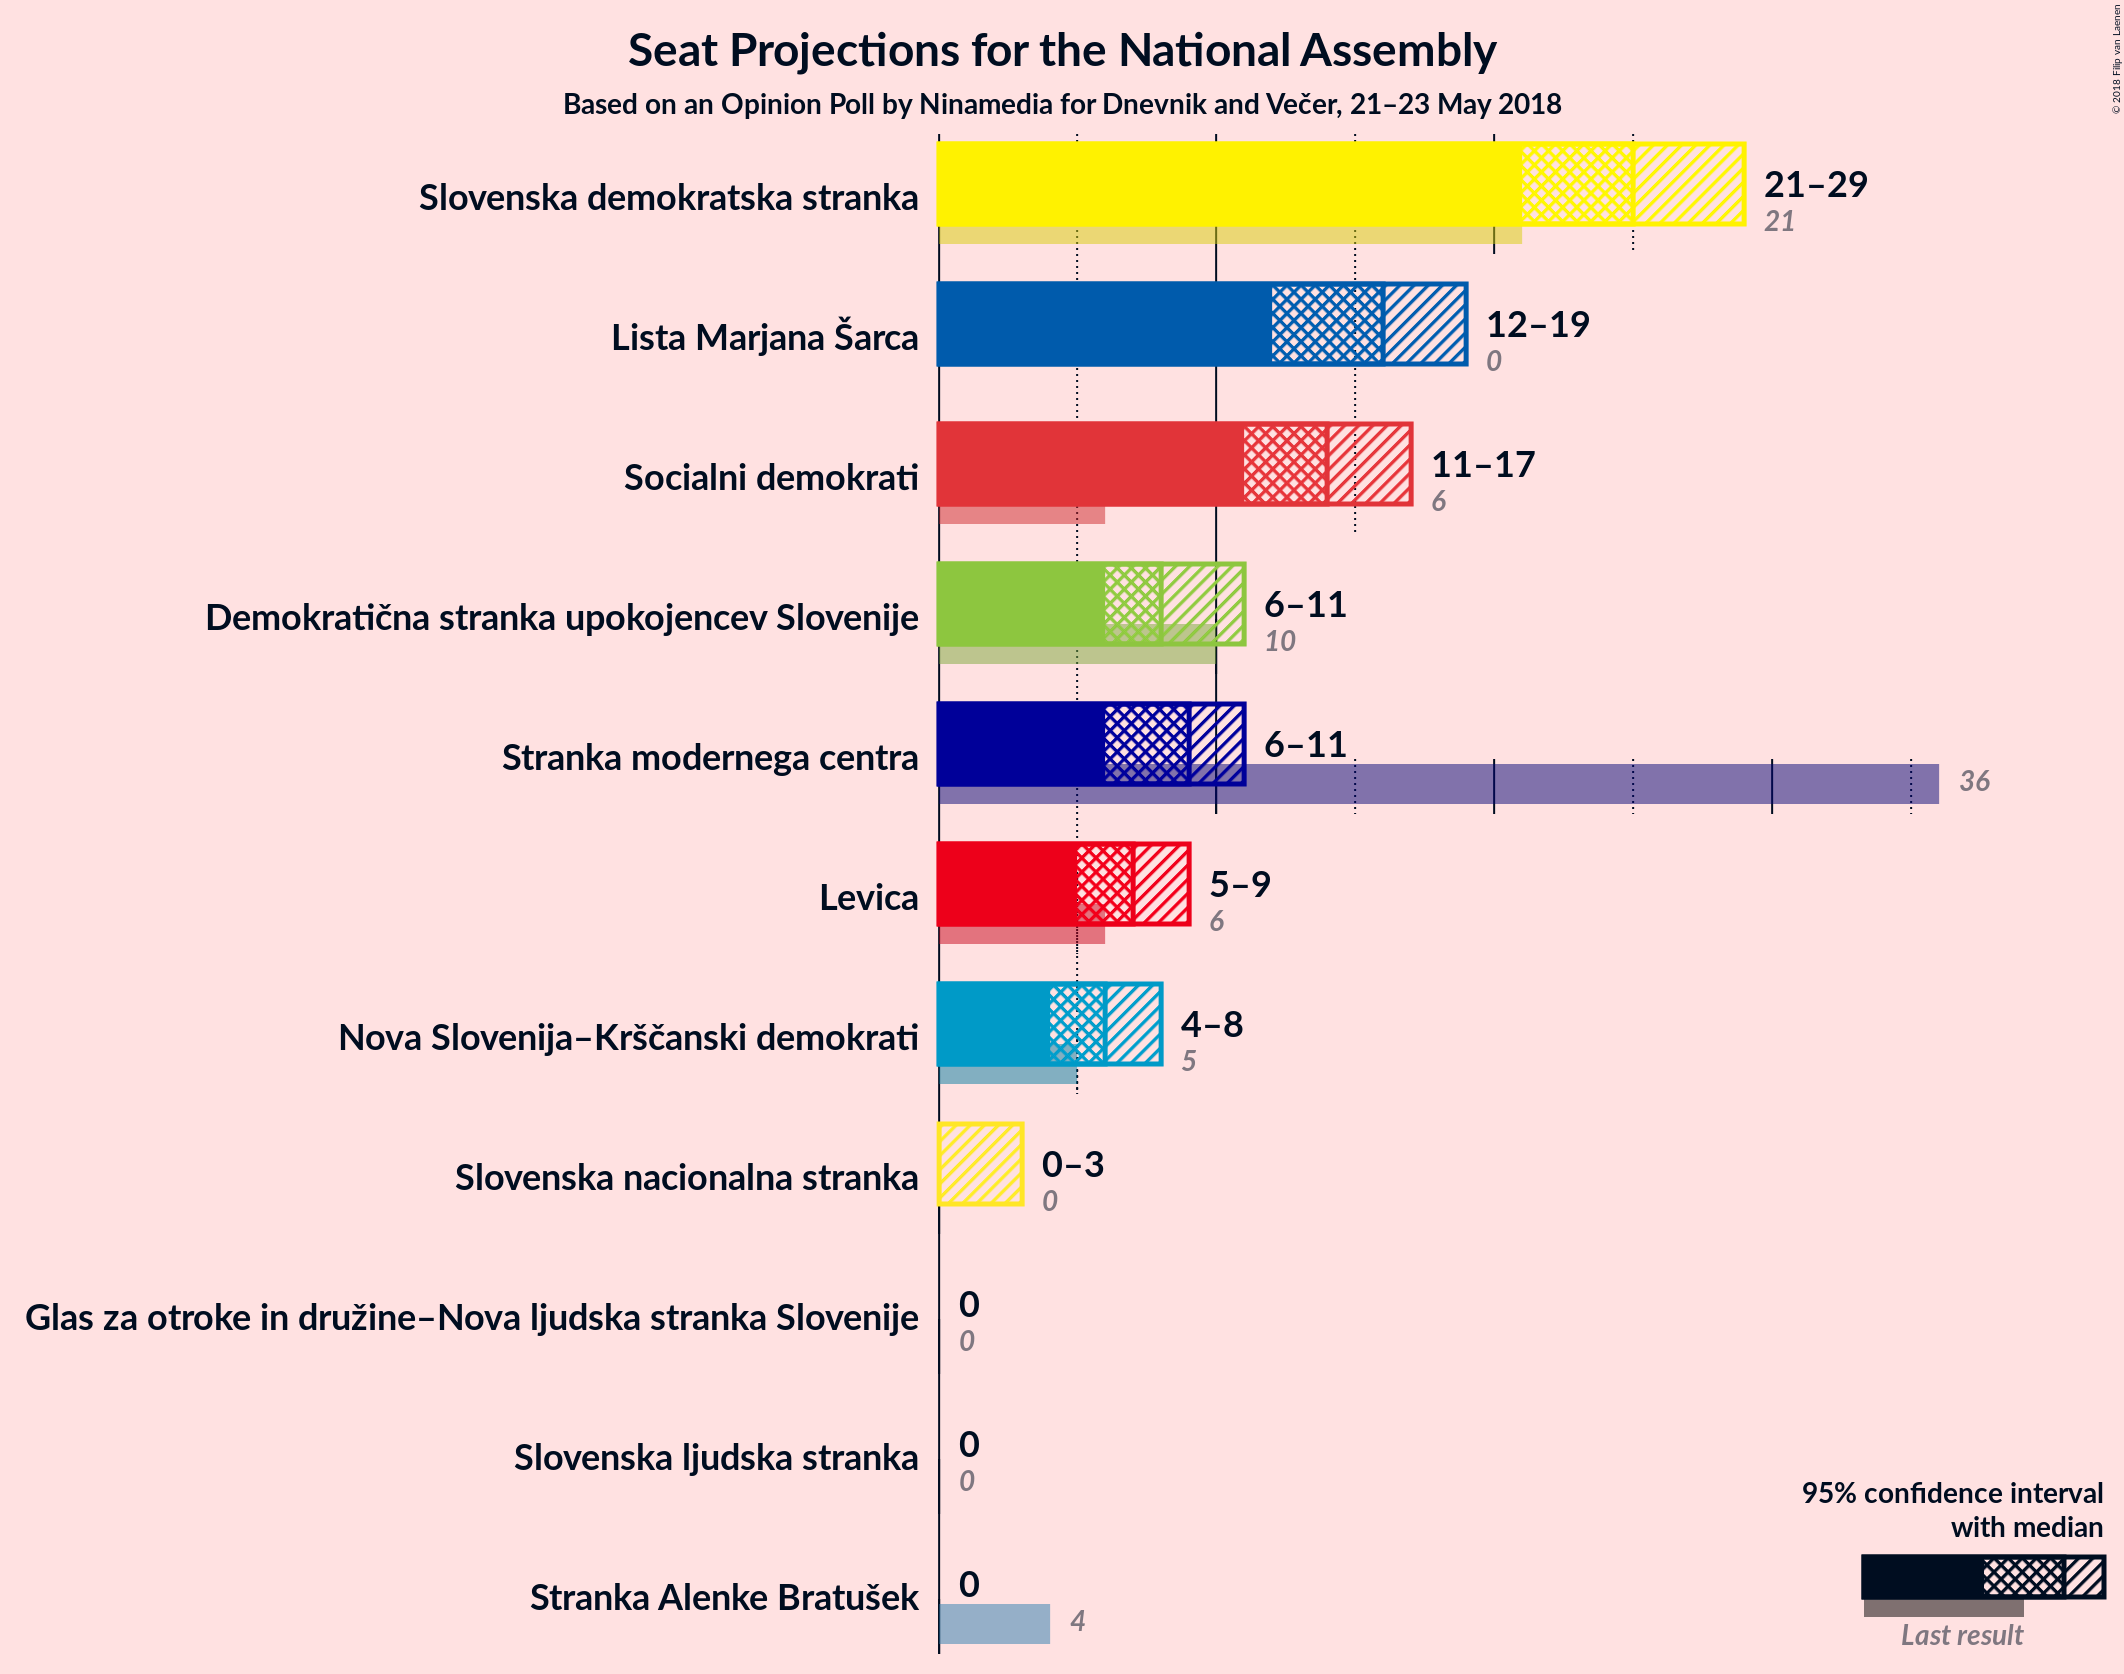 Seat Projections for the National Assembly
Based on an Opinion Poll by Ninamedia for Dnevnik and Večer, 21–23 May 2018
© 2018 Filip van Laenen
Slovenska demokratska stranka
21–29
21
Lista Marjana Šarca
12–19
0
Socialni demokrati
11–17
6
Demokratična stranka upokojencev Slovenije
6–11
10
Stranka modernega centra
6–11
36
Levica
5–9
6
Nova Slovenija–Krščanski demokrati
4–8
5
Slovenska nacionalna stranka
0–3
0
Glas za otroke in družine–Nova ljudska stranka Slovenije
0
0
Slovenska ljudska stranka
0
0
Stranka Alenke Bratušek
0
4
95% confidence interval
with median
Last result